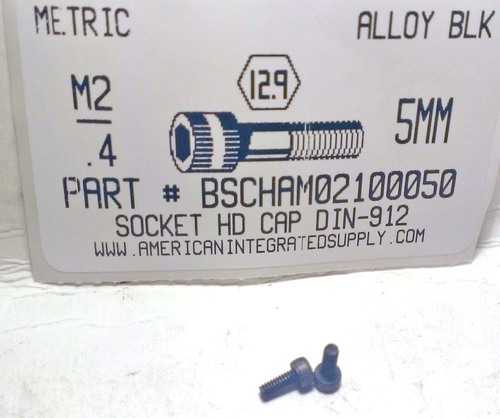 METRIC ALLOY BLK
M2 12.9 5MM
.4
PART # BSCHAM02100050
SOCKET HD CAP DIN-912
WWW.AMERICANINTEGRATEDSUPPLY.COM